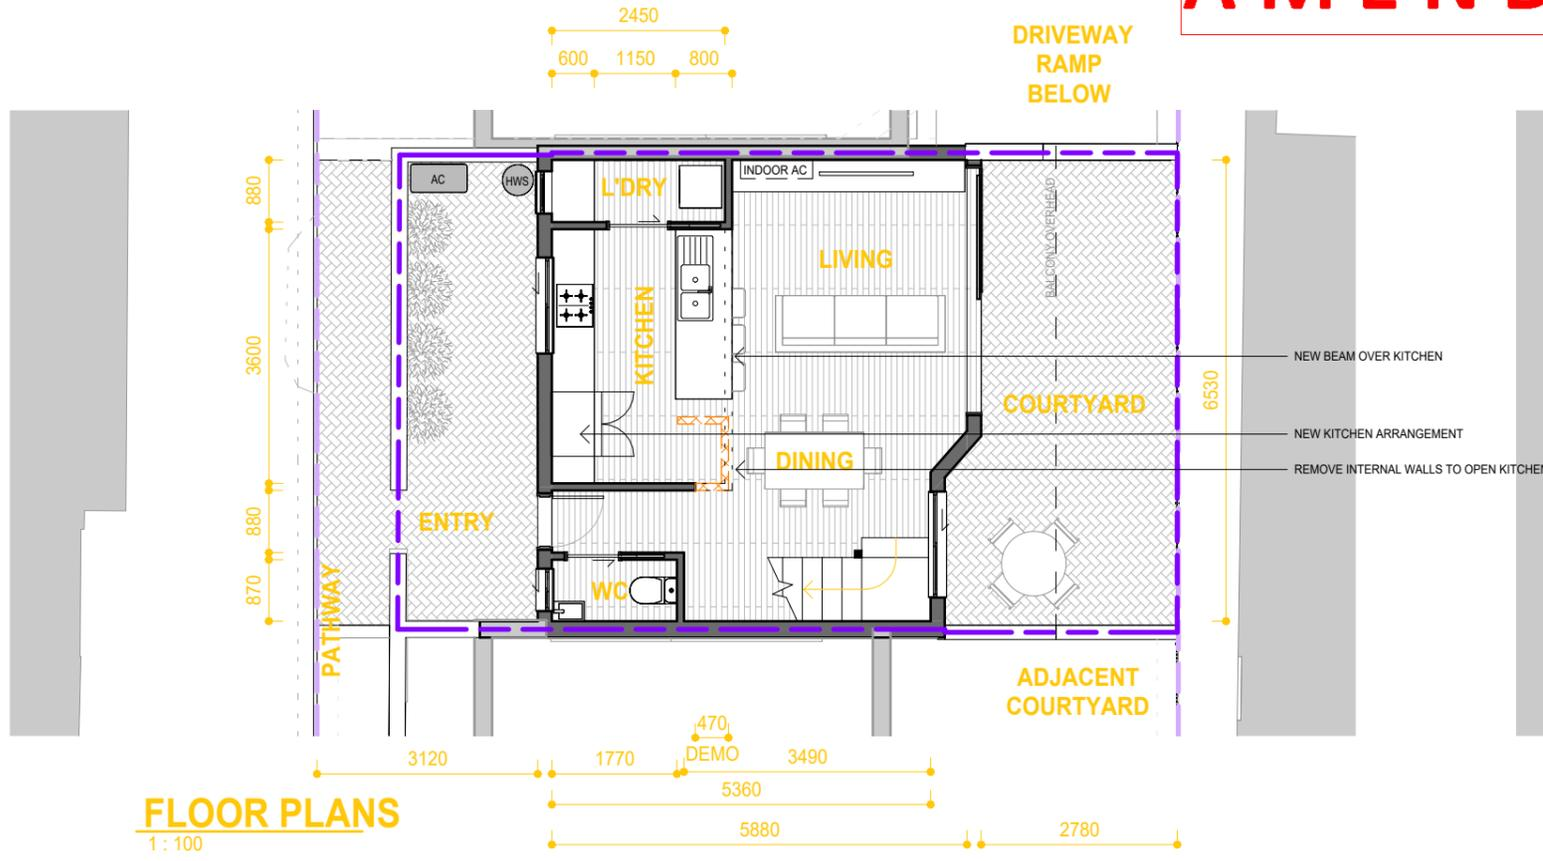 AMEND
2450
600 1150 800
DRIVEWAY
RAMP
BELOW
880
3600
880
870
AC
HWS
L'DRY
INDOOR AC
LIVING
KITCHEN
BALCONY OVERHEAD
COURTYARD
DINING
ENTRY
WC
PATHWAY
6530
NEW BEAM OVER KITCHEN
NEW KITCHEN ARRANGEMENT
REMOVE INTERNAL WALLS TO OPEN KITCHEN
ADJACENT
COURTYARD
470
DEMO
3120 1770 3490
5360
5880 2780
FLOOR PLANS
1 : 100